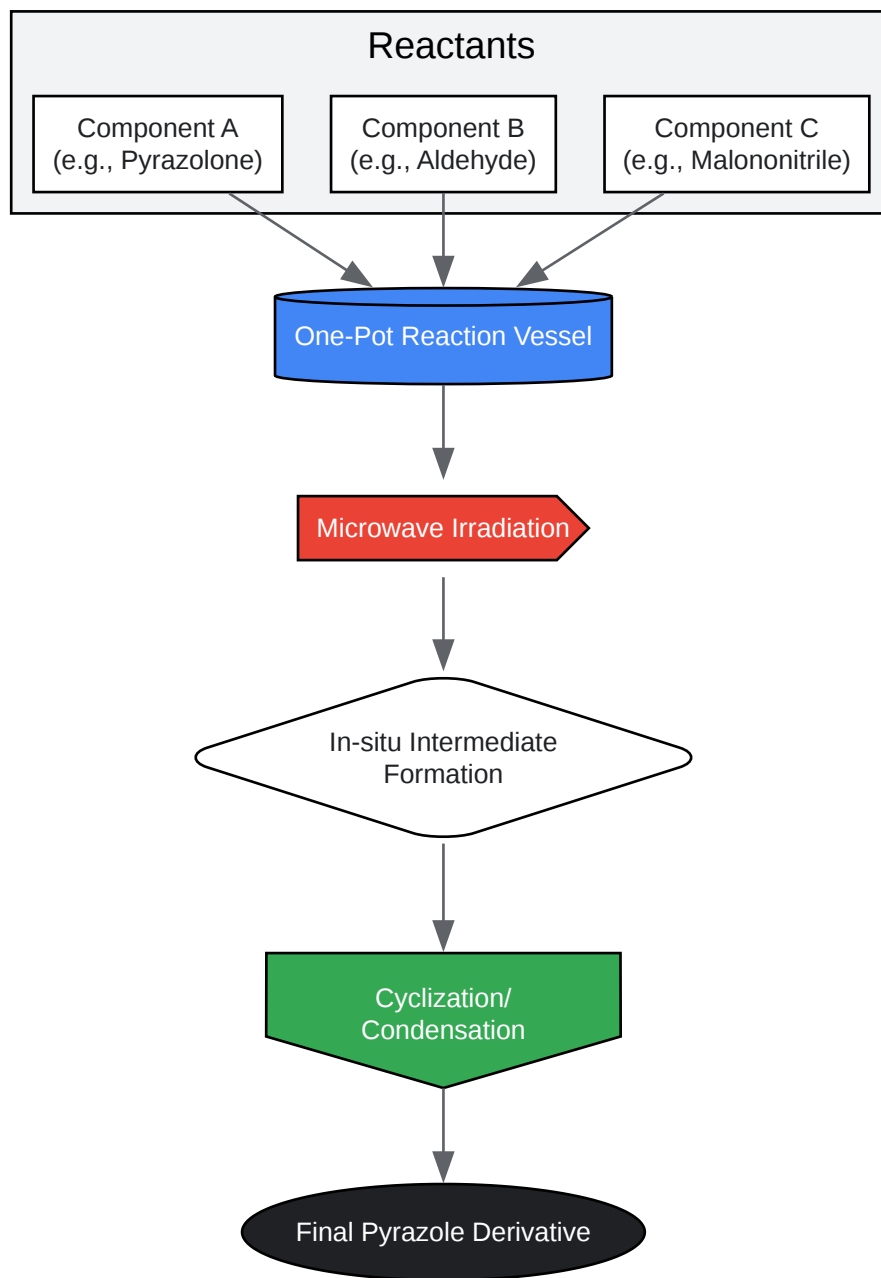 Reactants
Component A
(e.g., Pyrazolone)
Component B
(e.g., Aldehyde)
Component C
(e.g., Malononitrile)
One-Pot Reaction Vessel
Microwave Irradiation
In-situ Intermediate
Formation
Cyclization/
Condensation
Final Pyrazole Derivative